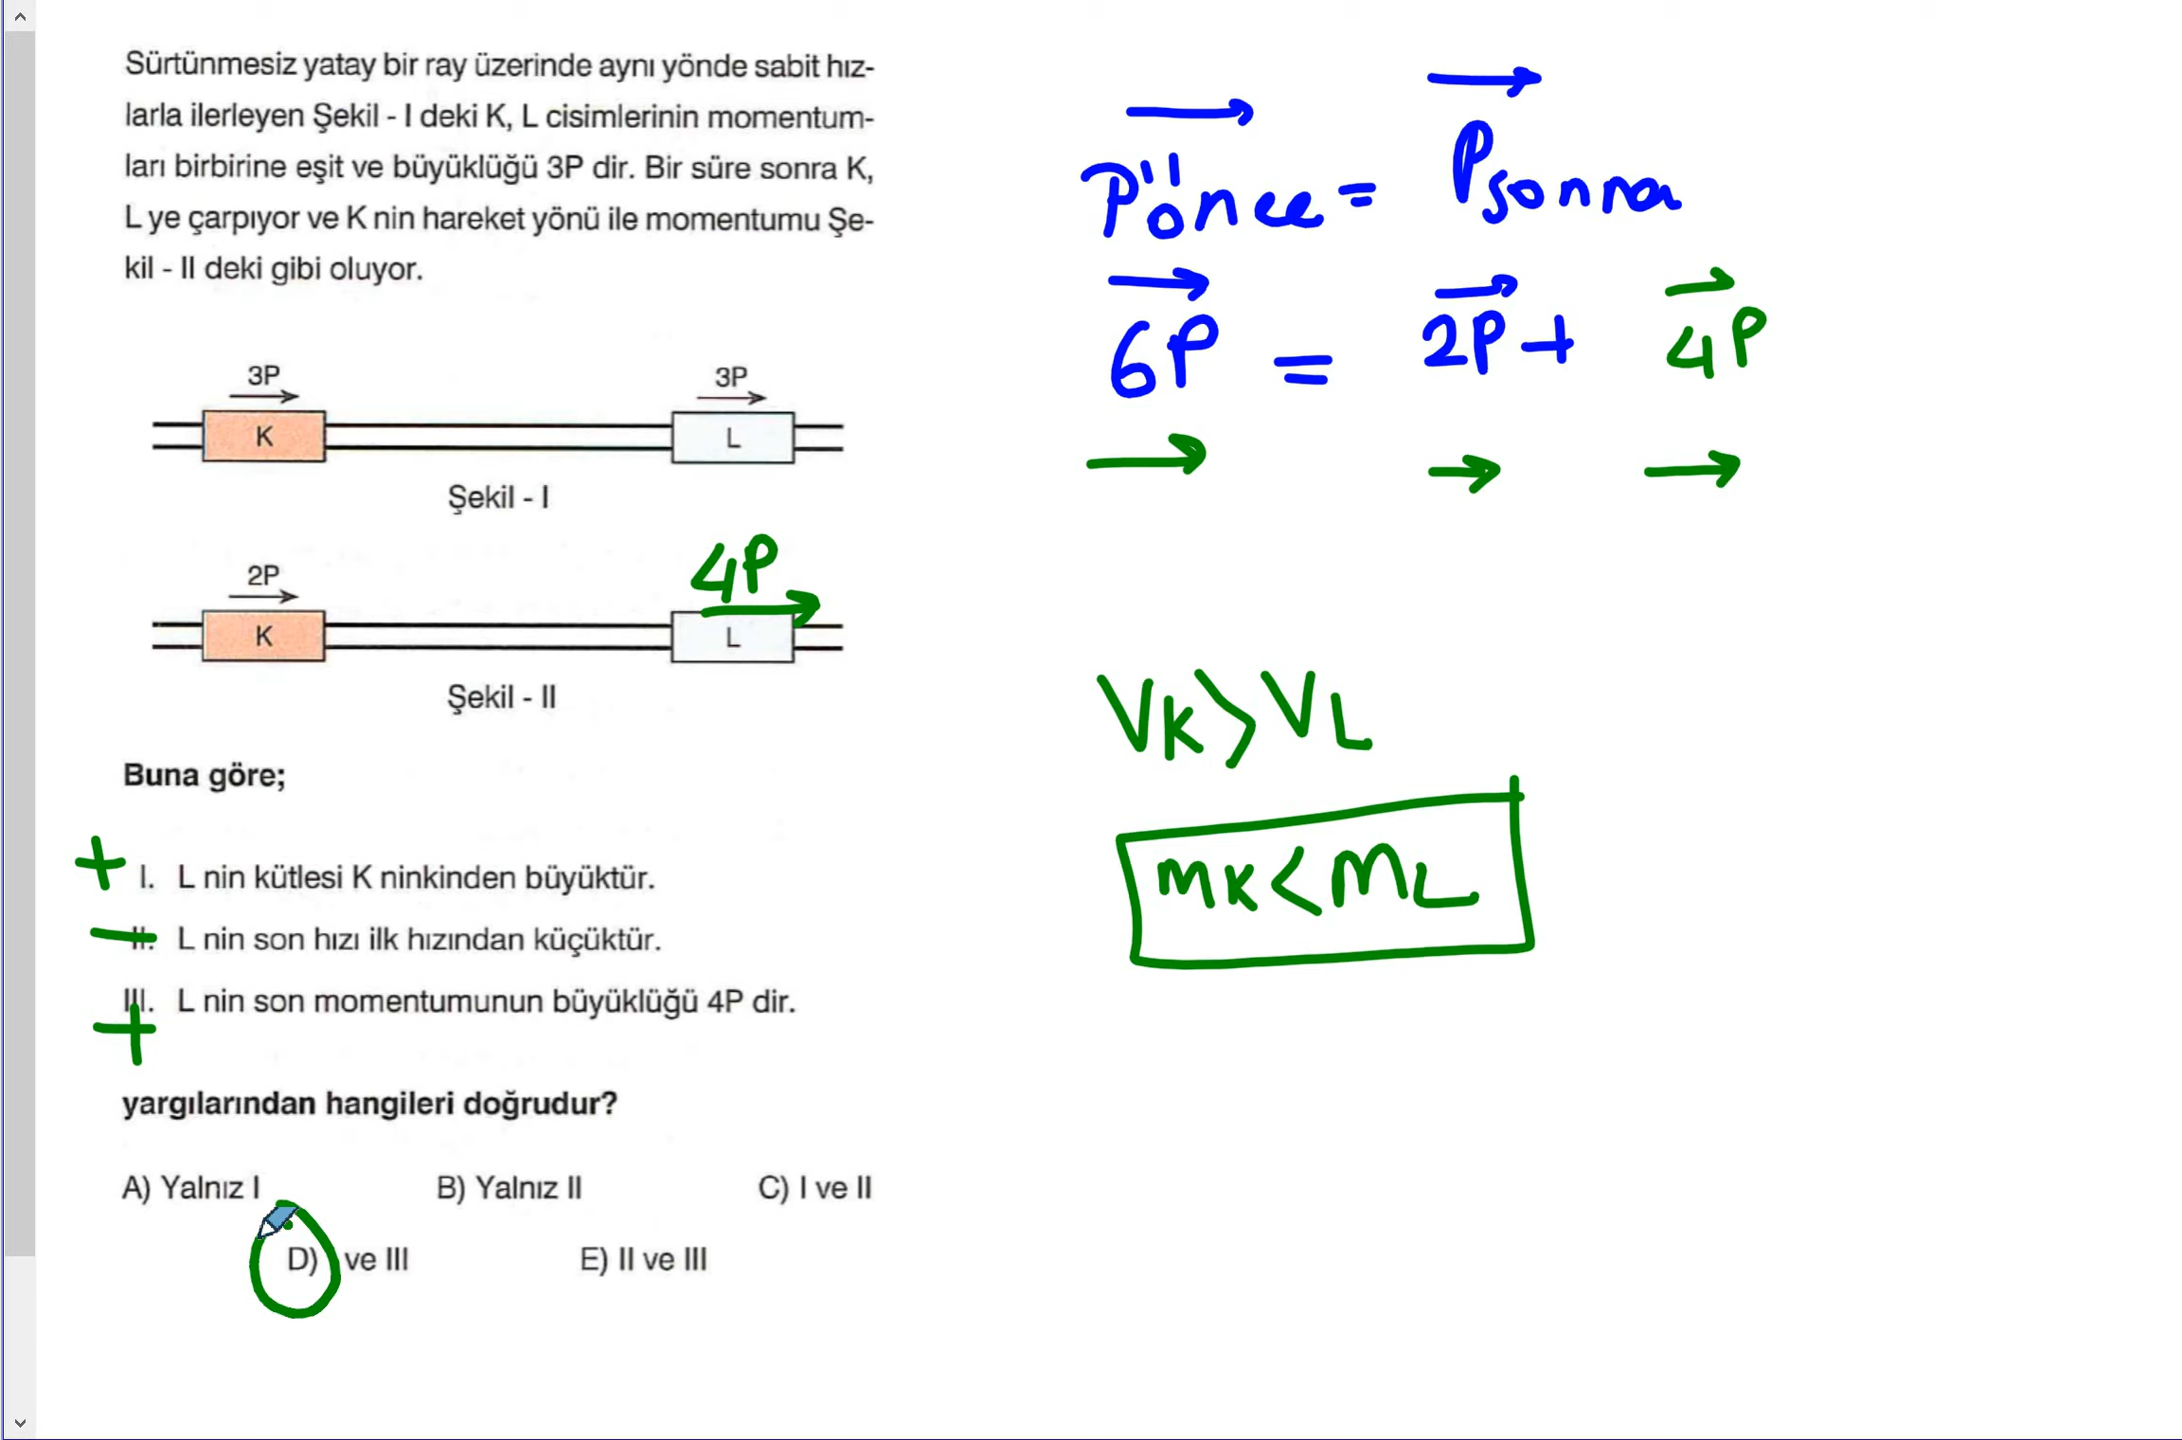 Sürtünmesiz yatay bir ray üzerinde aynı yönde sabit hız-
larla ilerleyen Şekil - I deki K, L cisimlerinin momentum-
ları birbirine eşit ve büyüklüğü 3P dir. Bir süre sonra K,
L ye çarpıyor ve K nin hareket yönü ile momentumu Şe-
kil - II deki gibi oluyor.
3P 3P
K L
Şekil - I
2P 4P
K L
Şekil - II
Buna göre;
+ I. L nin kütlesi K ninkinden büyüktür.
– II. L nin son hızı ilk hızından küçüktür.
+ III. L nin son momentumunun büyüklüğü 4P dir.
yargılarından hangileri doğrudur?
A) Yalnız I B) Yalnız II C) I ve II
D) ve III E) II ve III
Pönce = Psonra
6P = 2P + 4P
VK > VL
mK < mL